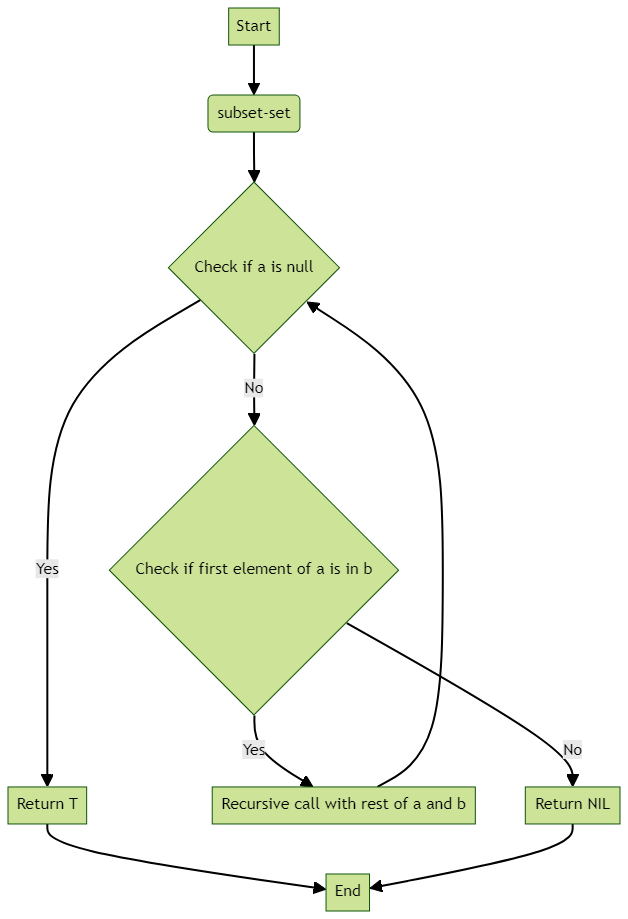 Start
subset-set
Check if a is null
No
Yes
Check if first element of a is in b
Yes
No
Return T
Recursive call with rest of a and b
Return NIL
End